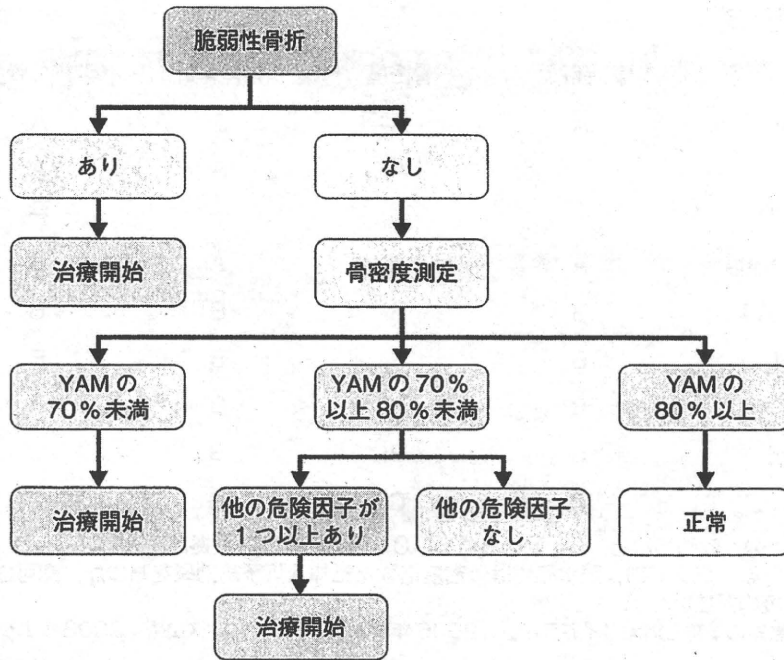 脆弱性骨折
あり
なし
治療開始
骨密度測定
YAMの
70%未満
YAMの70%
以上80%未満
YAMの
80%以上
治療開始
他の危険因子が
1つ以上あり
他の危険因子
なし
正常
治療開始